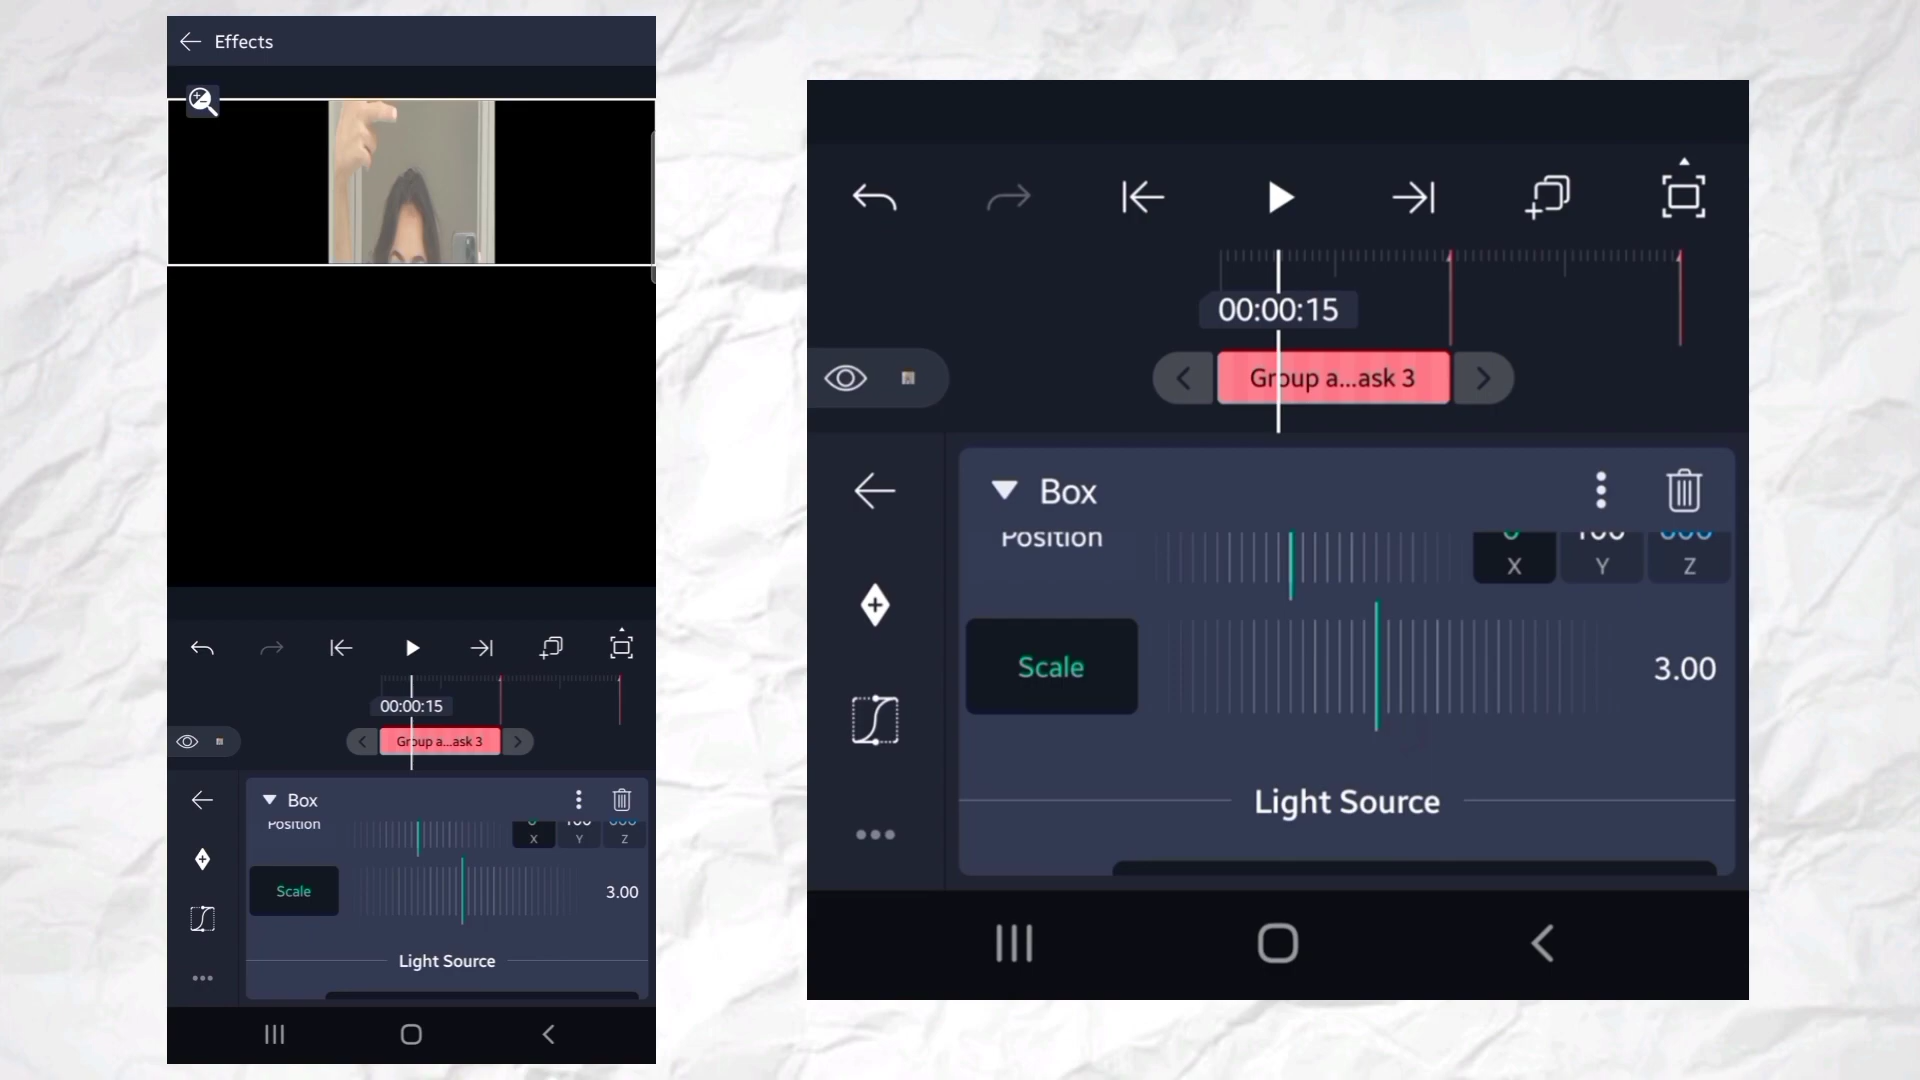 Effects
00:00:15
Group a...ask 3
Box
Position
X
Y
Z
Scale
3.00
Light Source
00:00:15
Group a...ask 3
Box
Position
X
Y
Z
Scale
3.00
Light Source